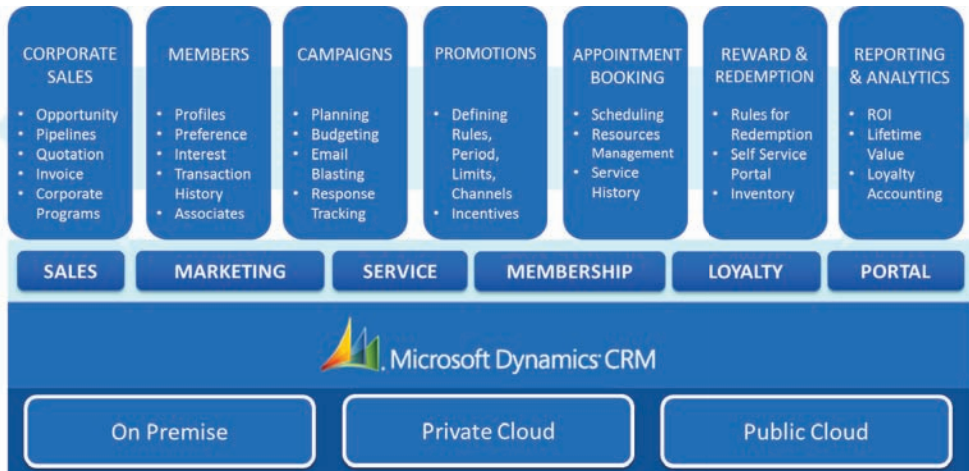 CORPORATE
SALES
• Opportunity
• Pipelines
• Quotation
• Invoice
• Corporate
Programs
MEMBERS
• Profiles
• Preference
• Interest
• Transaction
History
• Associates
CAMPAIGNS
• Planning
• Budgeting
• Email
Blasting
• Response
Tracking
PROMOTIONS
• Defining
Rules,
Period,
Limits,
Channels
• Incentives
APPOINTMENT
BOOKING
• Scheduling
• Resources
Management
• Service
History
REWARD &
REDEMPTION
• Rules for
Redemption
• Self Service
Portal
• Inventory
REPORTING
& ANALYTICS
• ROI
• Lifetime
Value
• Loyalty
Accounting
SALES
MARKETING
SERVICE
MEMBERSHIP
LOYALTY
PORTAL
Microsoft Dynamics CRM
On Premise
Private Cloud
Public Cloud